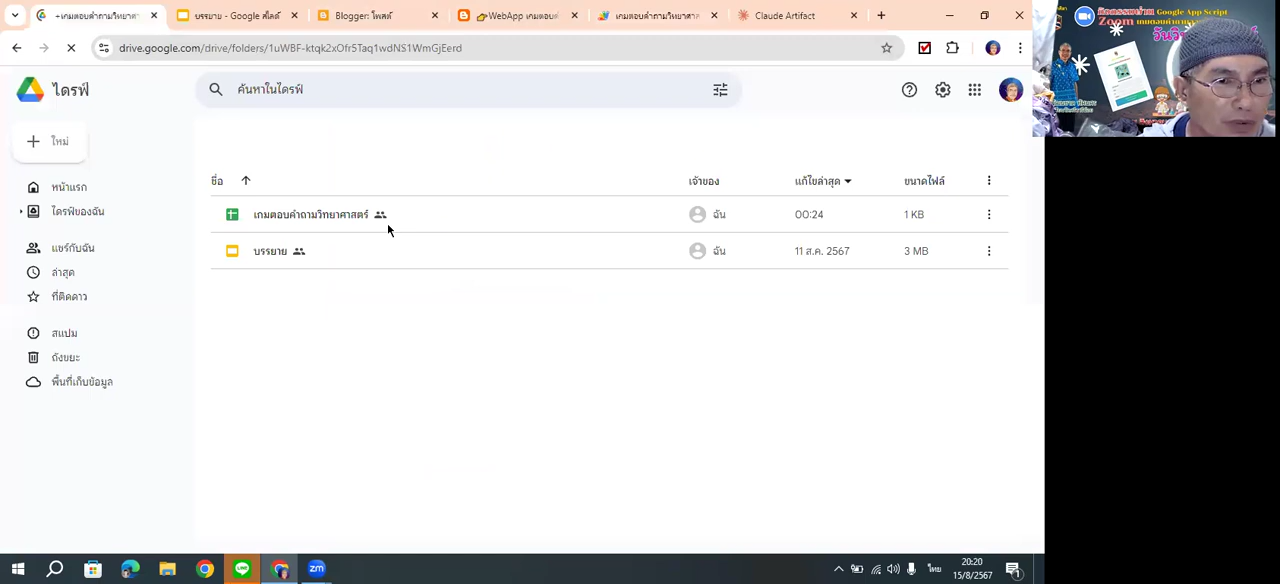 +เกมตอบคำถามวิทยาศา
บรรยาย - Google สไลด์
Blogger: โพสต์
👉WebApp เกมตอบ
เกมตอบคำถามวิทยาศา
Claude Artifact
drive.google.com/drive/folders/1uWBF-ktqk2xOfr5Taq1wdNS1WmGjEerd
ไดรฟ์
ค้นหาในไดรฟ์
ใหม่
หน้าแรก
ไดรฟ์ของฉัน
แชร์กับฉัน
ล่าสุด
ที่ติดดาว
สแปม
ถังขยะ
พื้นที่เก็บข้อมูล
ชื่อ
เจ้าของ
แก้ไขล่าสุด
ขนาดไฟล์
เกมตอบคำถามวิทยาศาสตร์
ฉัน
00:24
1 KB
บรรยาย
ฉัน
11 ส.ค. 2567
3 MB
Google App Script
Zoom
LINE
zm
ไทย
20:20
15/8/2567
1